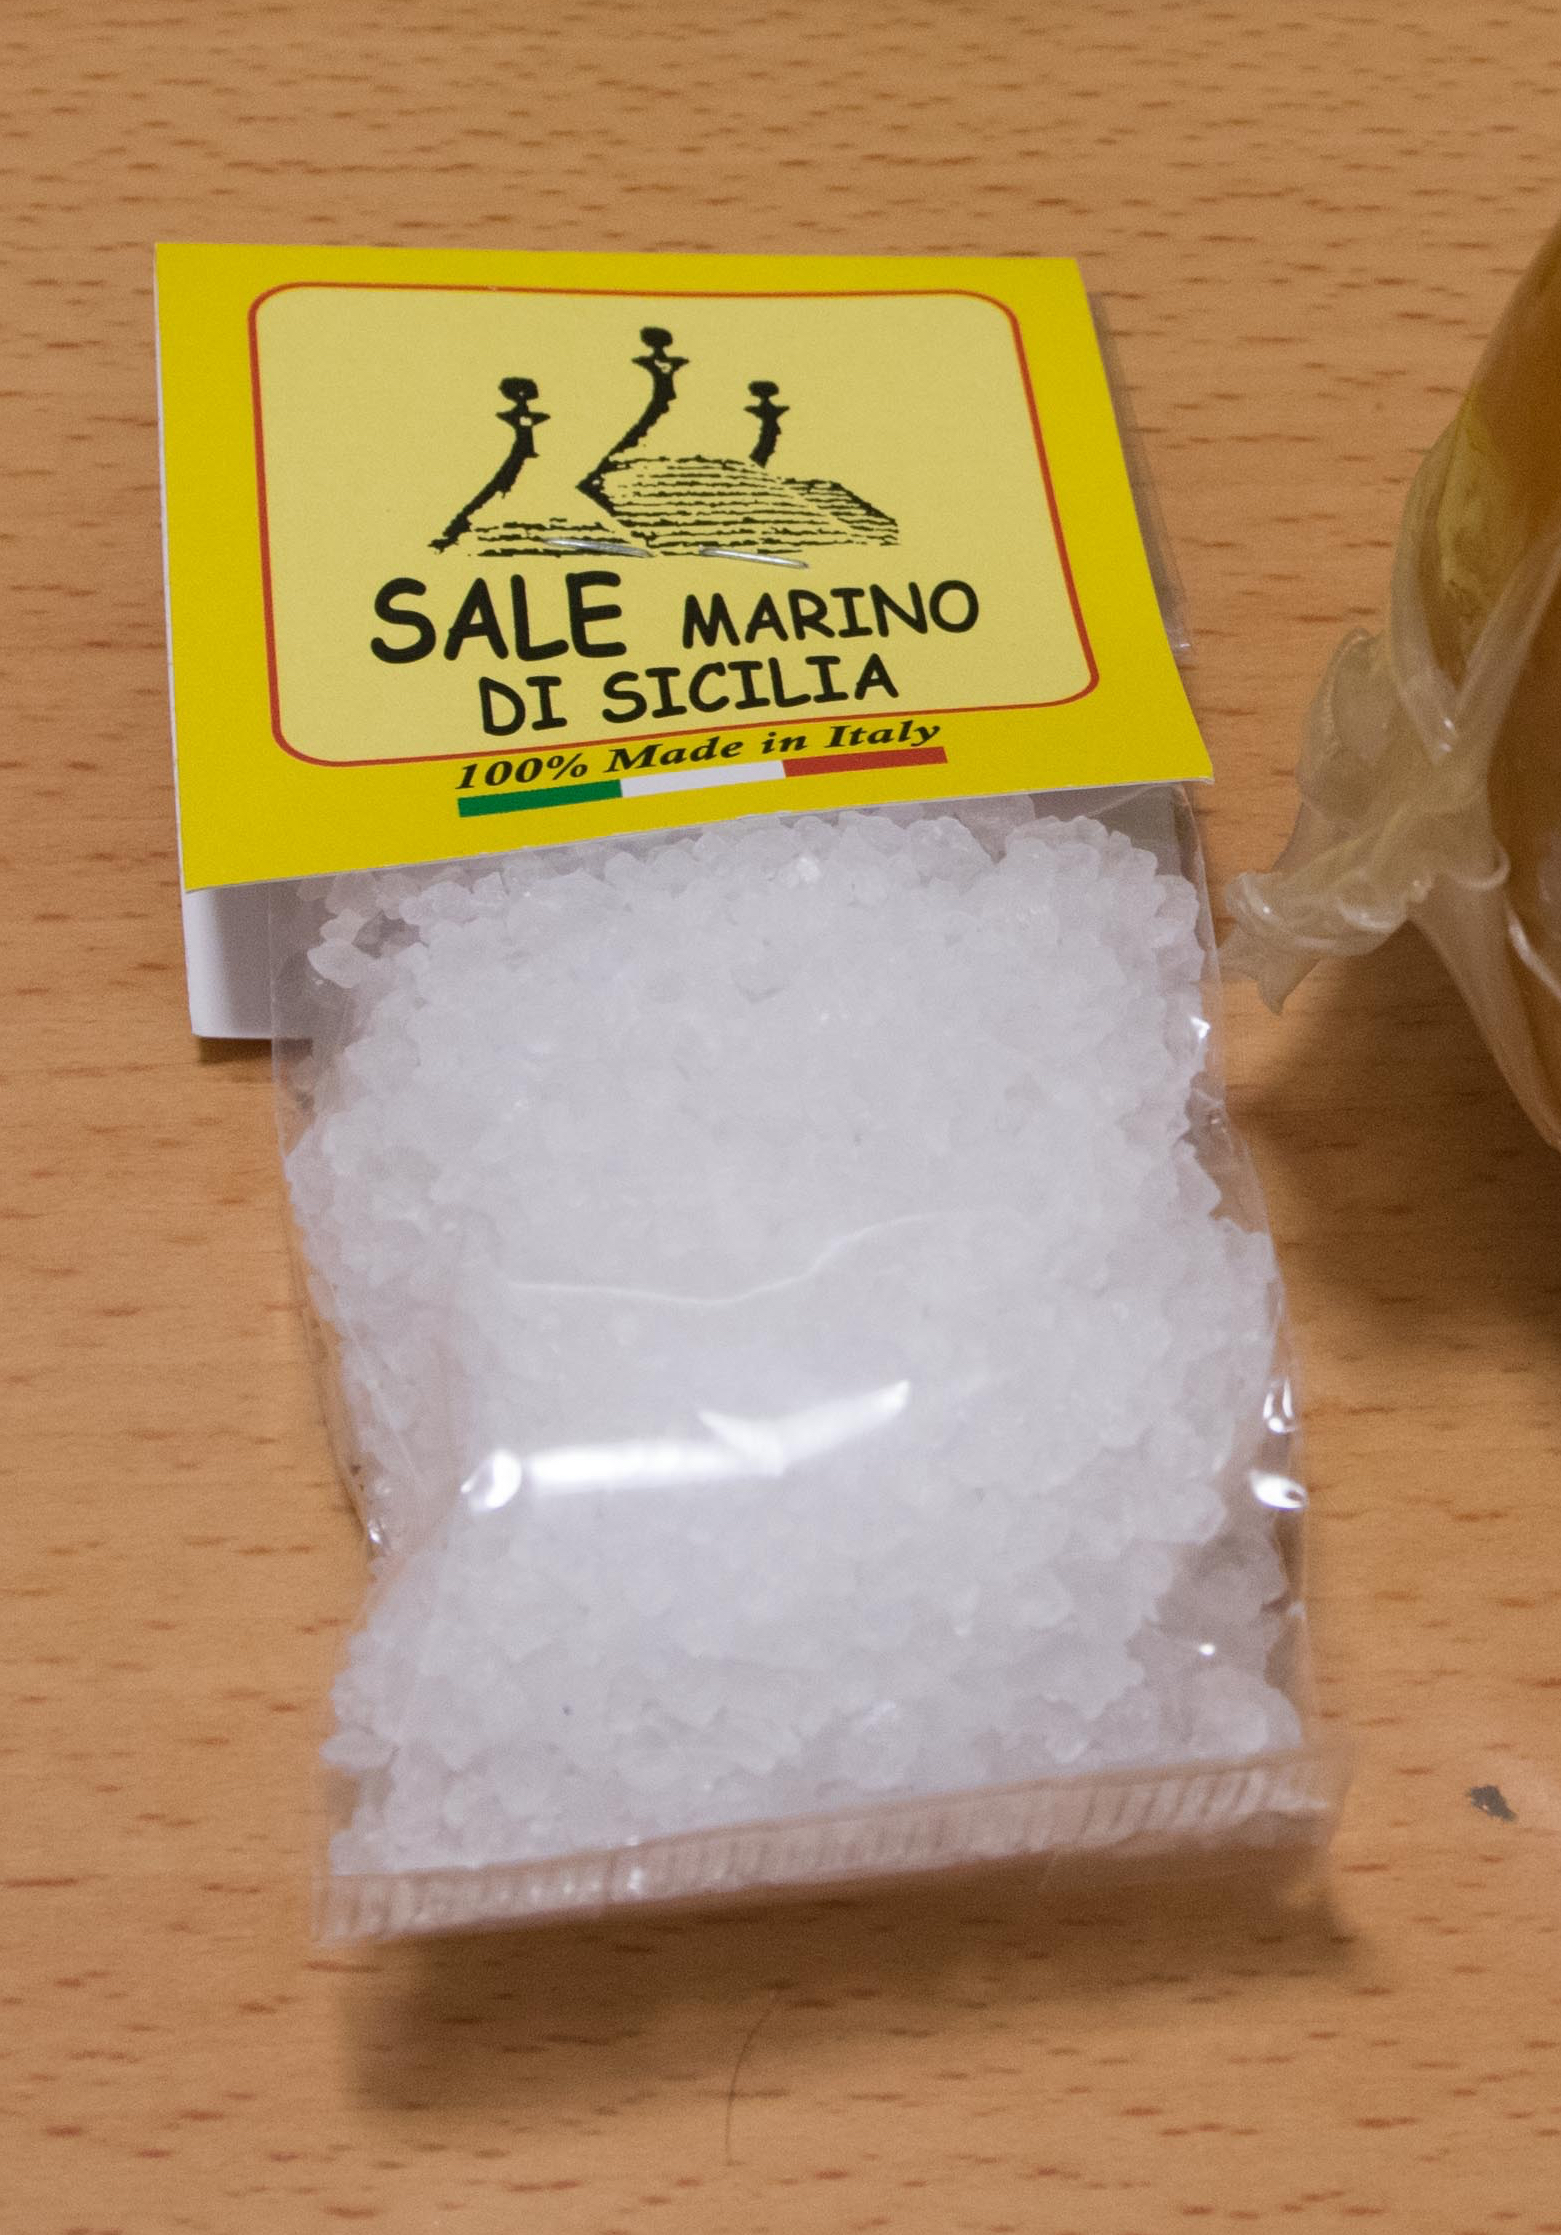 SALE MARINO
DI SICILIA
100% Made in Italy